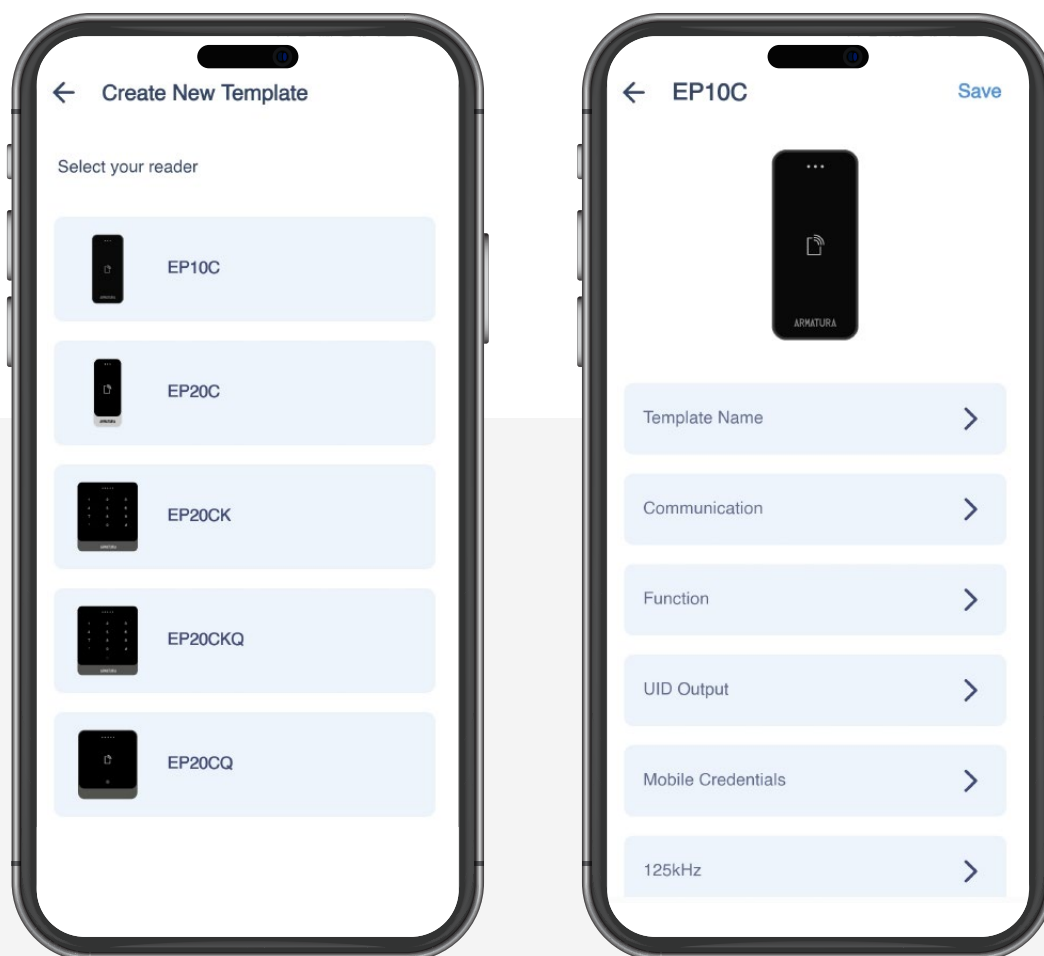 Create New Template
Select your reader
EP10C
EP20C
EP20CK
EP20CKQ
EP20CQ
EP10C
Save
ARMATURA
Template Name
Communication
Function
UID Output
Mobile Credentials
125kHz